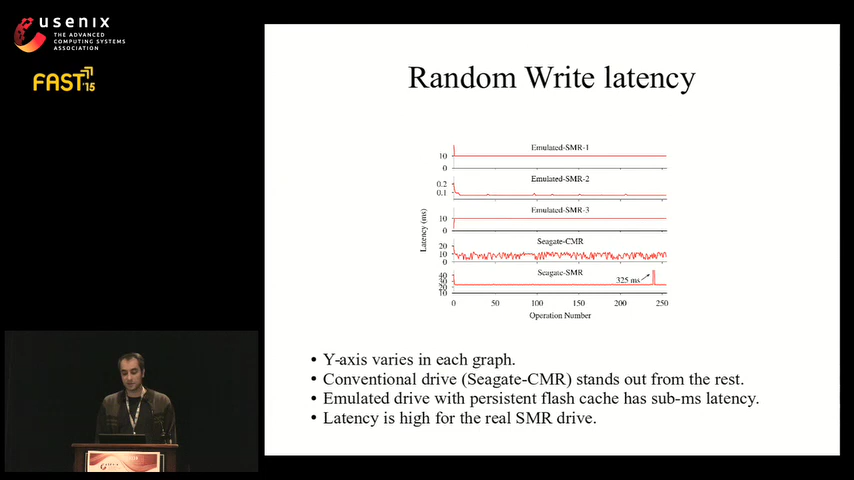 usenix
THE ADVANCED
COMPUTING SYSTEMS
ASSOCIATION
FAST '15
Random Write latency
Emulated-SMR-1
10
0
Emulated-SMR-2
0.2
0.1
Emulated-SMR-3
10
0
Latency (ms)
Seagate-CMR
20
10
0
Seagate-SMR
325 ms
40
30
20
10
0 50 100 150 200 250
Operation Number
• Y-axis varies in each graph.
• Conventional drive (Seagate-CMR) stands out from the rest.
• Emulated drive with persistent flash cache has sub-ms latency.
• Latency is high for the real SMR drive.